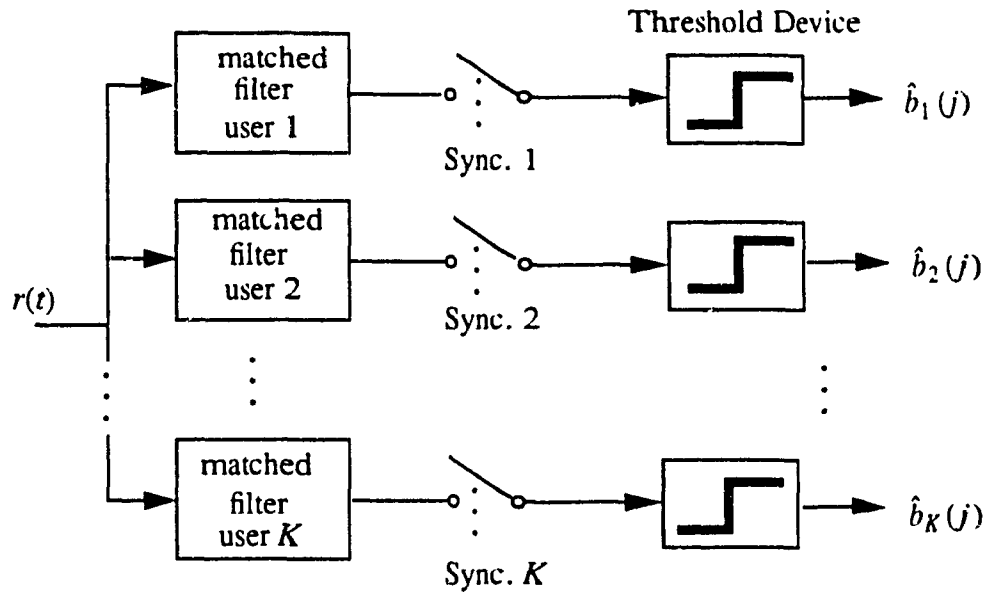 Threshold Device
matched
filter
user 1
Sync. 1
b̂₁(j)
matched
filter
user 2
Sync. 2
b̂₂(j)
r(t)
matched
filter
user K
Sync. K
b̂_K(j)